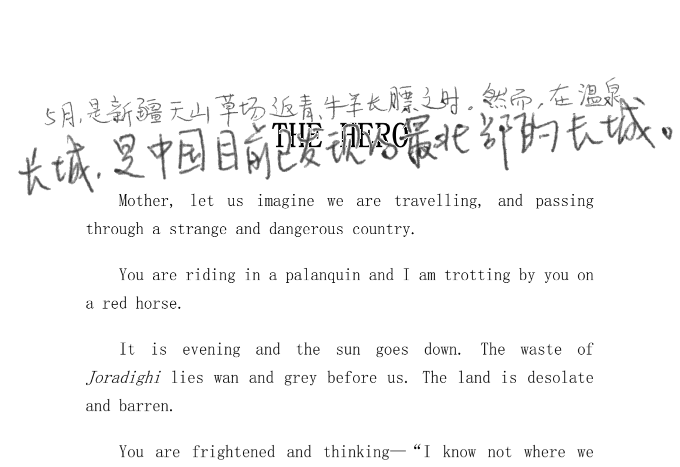 5月,是新疆天山草场返青,牛羊长膘之时。然而,在温泉
THE HERO
长城,是中国目前已发现的最北部的长城。
Mother, let us imagine we are travelling, and passing
through a strange and dangerous country.
You are riding in a palanquin and I am trotting by you on
a red horse.
It is evening and the sun goes down. The waste of
Joradighi lies wan and grey before us. The land is desolate
and barren.
You are frightened and thinking—“I know not where we